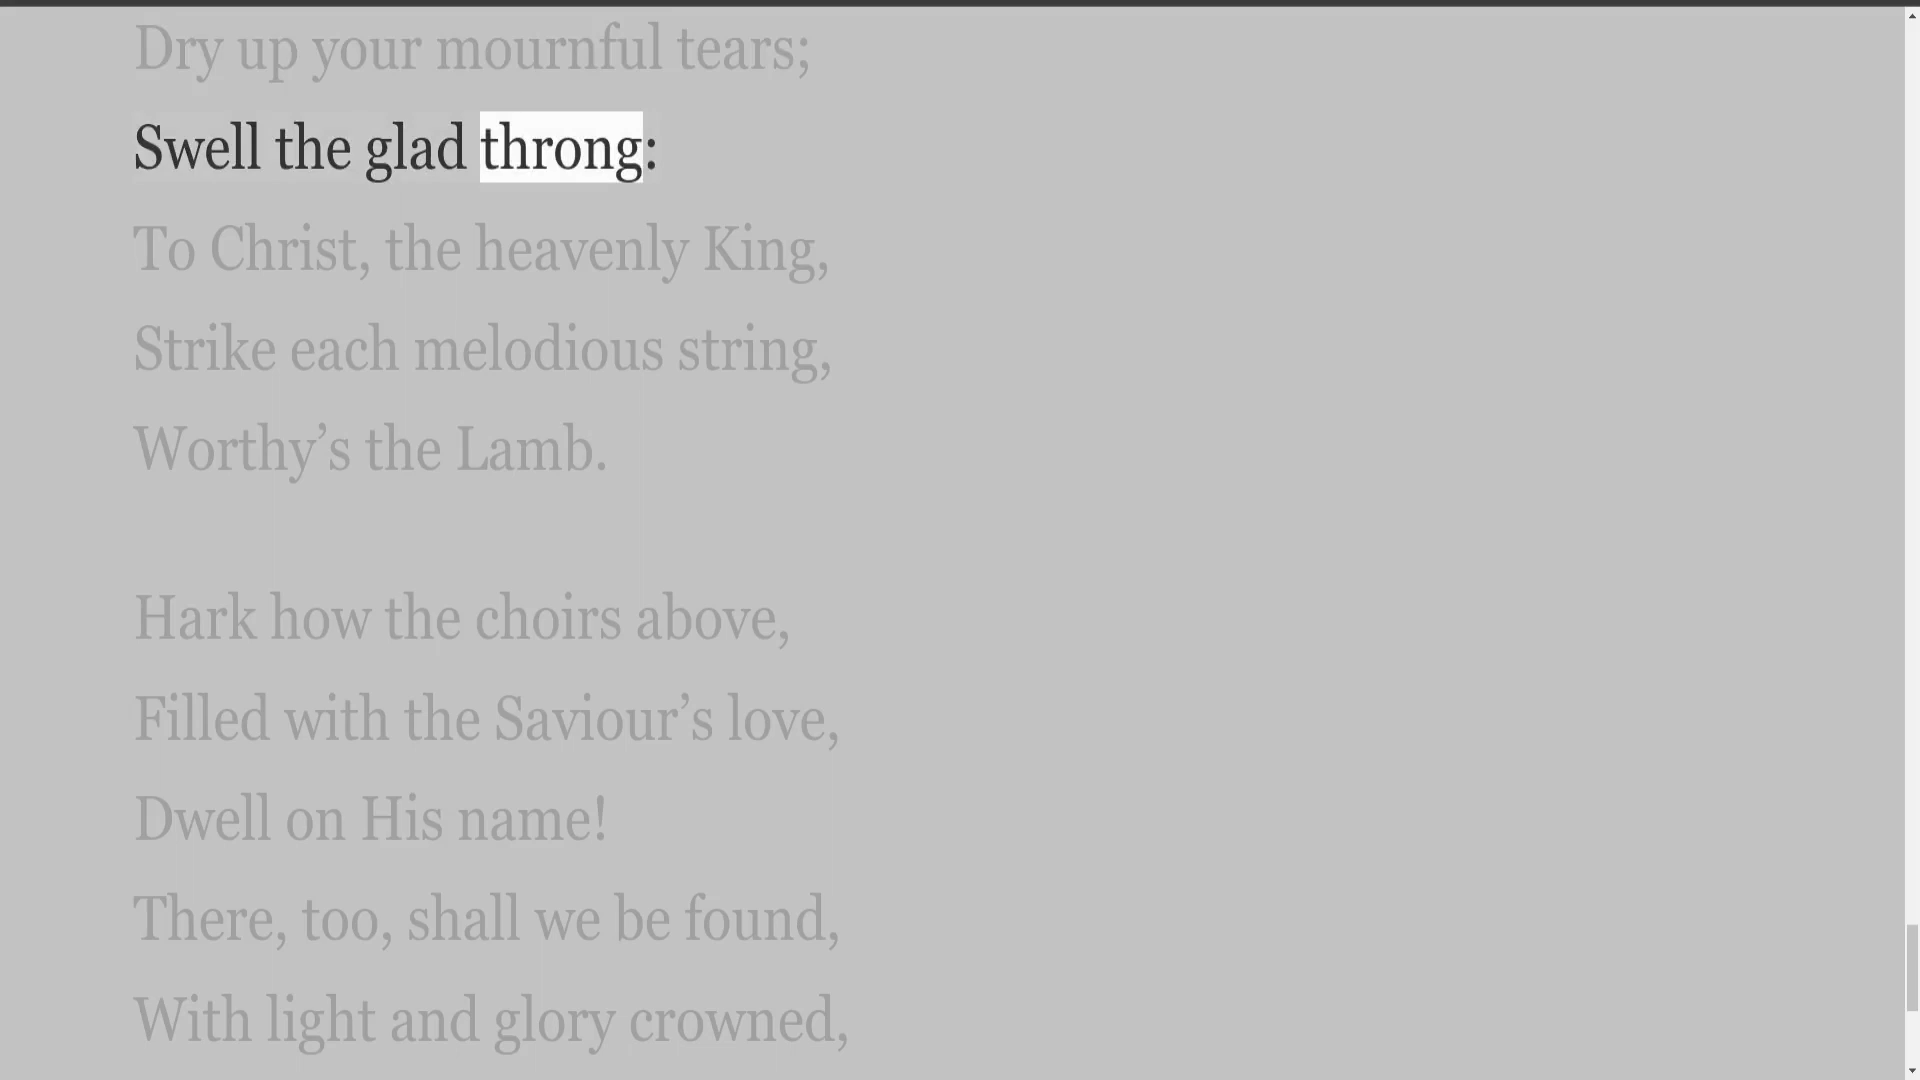 Dry up your mournful tears;
Swell the glad throng:
To Christ, the heavenly King,
Strike each melodious string,
Worthy’s the Lamb.
Hark how the choirs above,
Filled with the Saviour’s love,
Dwell on His name!
There, too, shall we be found,
With light and glory crowned,